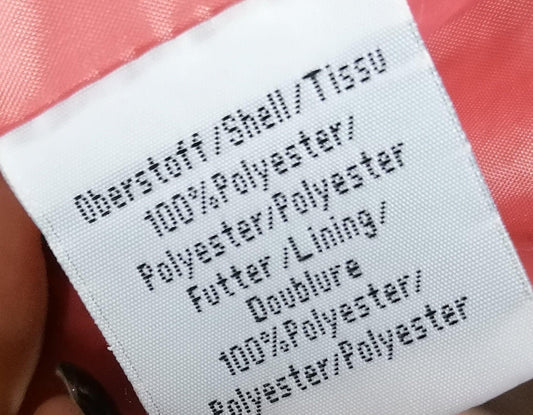 Oberstoff/Shell/Tissu
100%Polyester/
Polyester/Polyester
Futter/Lining/
Doublure
100%Polyester/
Polyester/Polyester